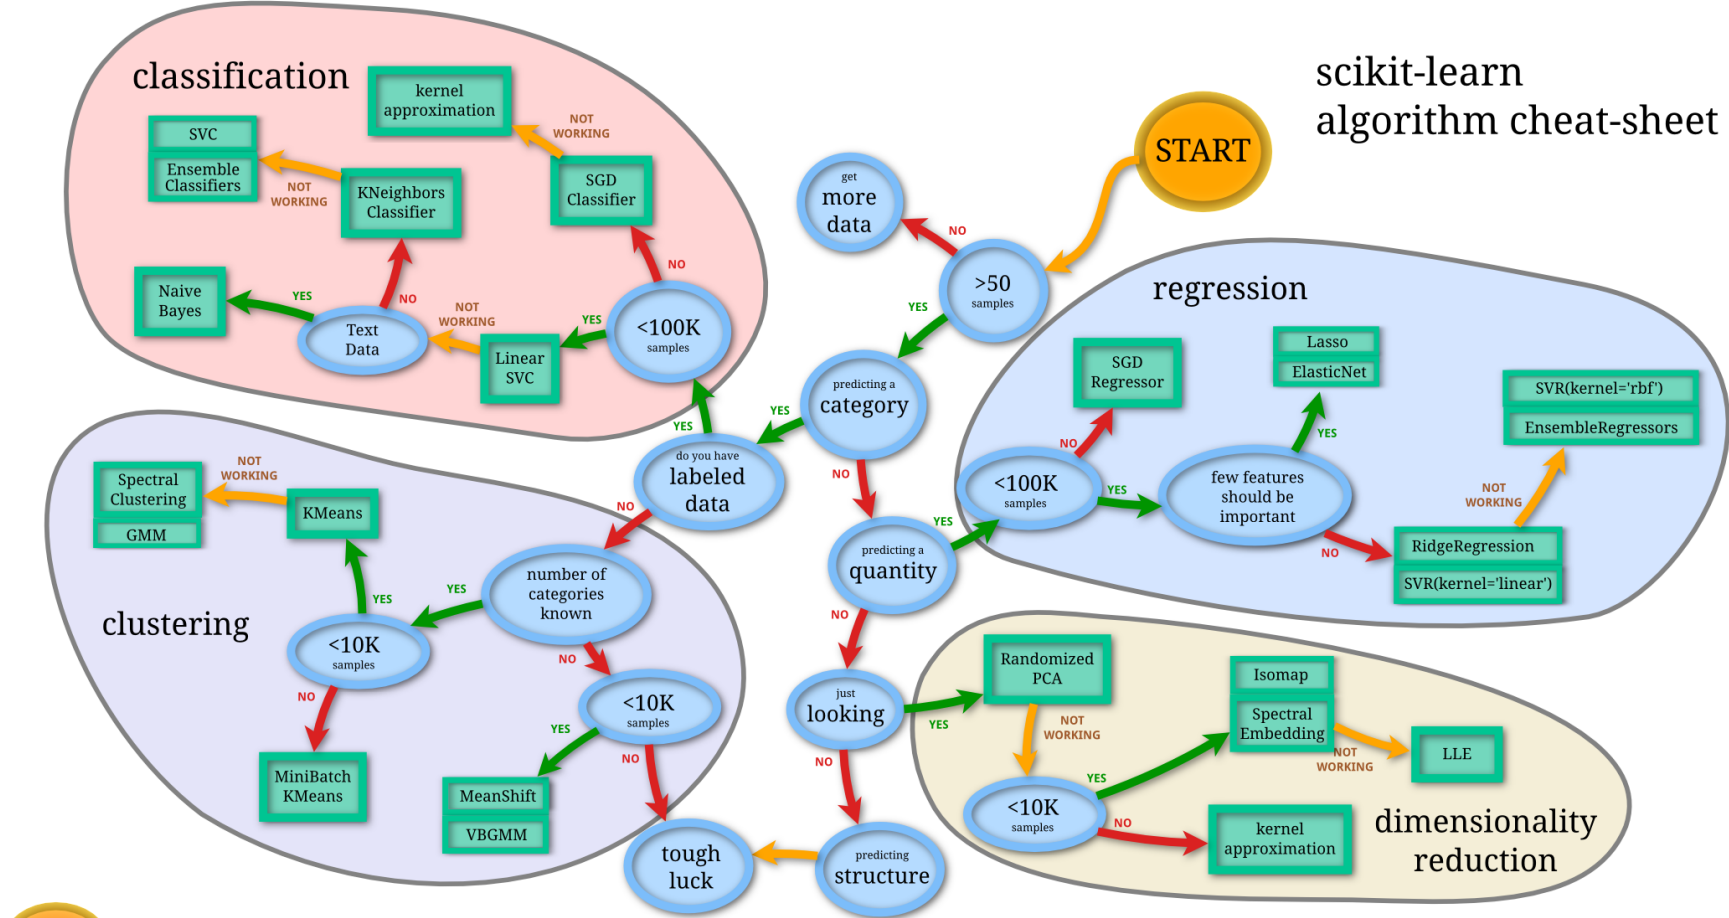 scikit-learn
algorithm cheat-sheet
START
classification
kernel
approximation
NOT
WORKING
SVC
Ensemble
Classifiers
NOT
WORKING
KNeighbors
Classifier
SGD
Classifier
NO
Naive
Bayes
YES
NO
Text
Data
NOT
WORKING
Linear
SVC
YES
<100K
samples
YES
get
more
data
NO
>50
samples
YES
predicting a
category
YES
do you have
labeled
data
NO
NO
predicting a
quantity
YES
NO
just
looking
YES
NO
predicting
structure
tough
luck
regression
SGD
Regressor
NO
<100K
samples
YES
Lasso
ElasticNet
YES
few features
should be
important
NO
SVR(kernel='rbf')
EnsembleRegressors
NOT
WORKING
RidgeRegression
SVR(kernel='linear')
clustering
Spectral
Clustering
GMM
NOT
WORKING
KMeans
YES
<10K
samples
YES
number of
categories
known
NO
NO
MiniBatch
KMeans
<10K
samples
YES
NO
MeanShift
VBGMM
Randomized
PCA
NOT
WORKING
<10K
samples
YES
NO
Isomap
Spectral
Embedding
NOT
WORKING
LLE
kernel
approximation
dimensionality
reduction